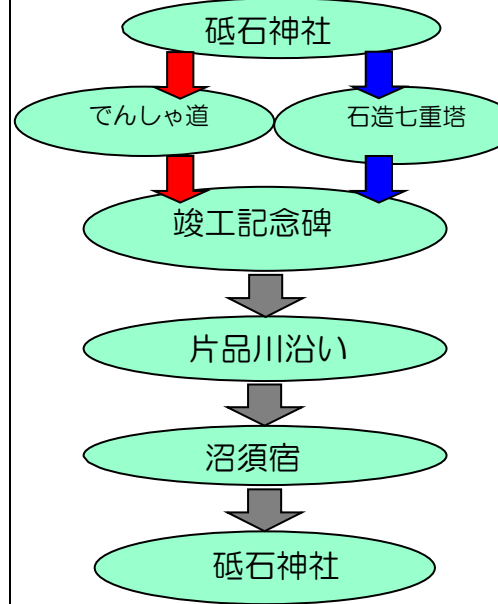 砥石神社
でんしゃ道
石造七重塔
竣工記念碑
片品川沿い
沼須宿
砥石神社